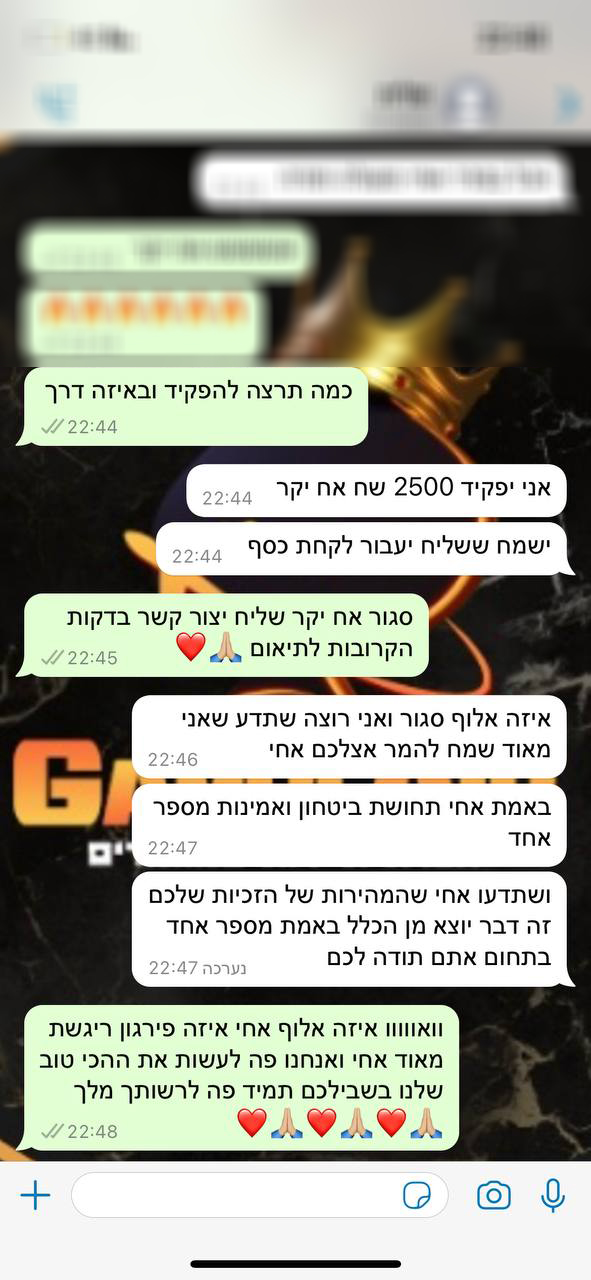 כמה תרצה להפקיד ובאיזה דרך
22:44
אני יפקיד 2500 שח אח יקר
22:44
ישמח ששליח יעבור לקחת כסף
22:44
סגור אח יקר שליח יצור קשר בדקות
הקרובות לתיאום 🙏🏼❤️
22:45
איזה אלוף סגור ואני רוצה שתדע שאני
מאוד שמח להמר אצלכם אחי
22:46
באמת אחי תחושת ביטחון ואמינות מספר
אחד
22:47
ושתדעו אחי שהמהירות של הזכיות שלכם
זה דבר יוצא מן הכלל באמת מספר אחד
בתחום אתם תודה לכם
נערכה 22:47
וואווווו איזה אלוף אחי איזה פירגון ריגשת
מאוד אחי ואנחנו פה לעשות את ההכי טוב
שלנו בשבילכם תמיד פה לרשותך מלך
🙏🏼❤️🙏🏼❤️🙏🏼❤️
22:48